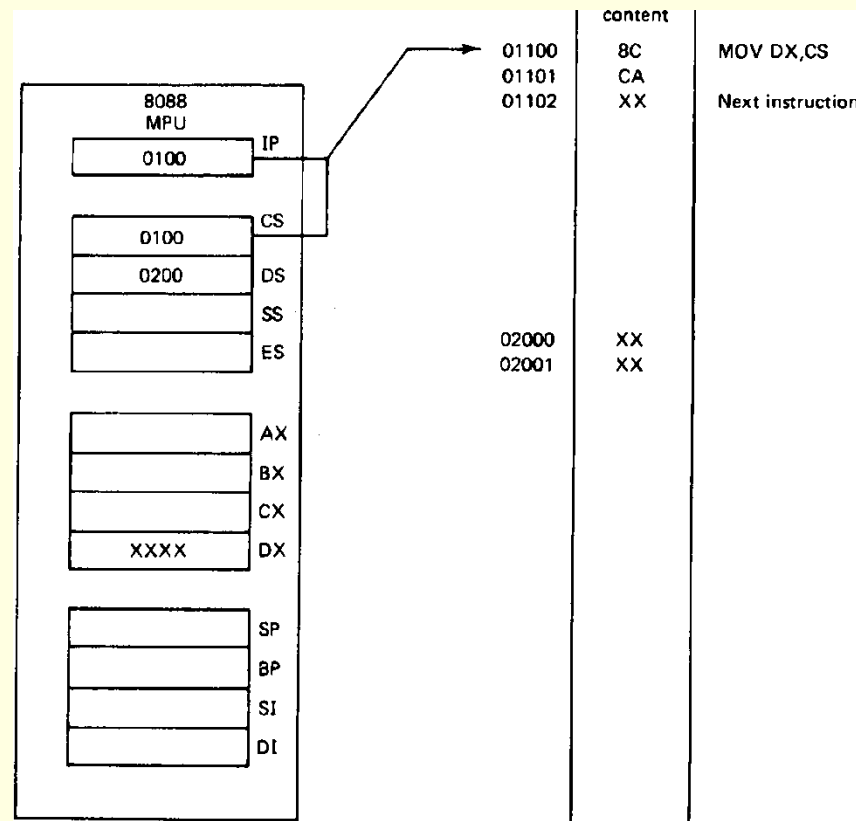 content
01100 8C MOV DX,CS
01101 CA
01102 XX Next instruction
8088
MPU
IP
0100
CS
0100
0200 DS
SS
ES
02000 XX
02001 XX
AX
BX
CX
XXXX DX
SP
BP
SI
DI